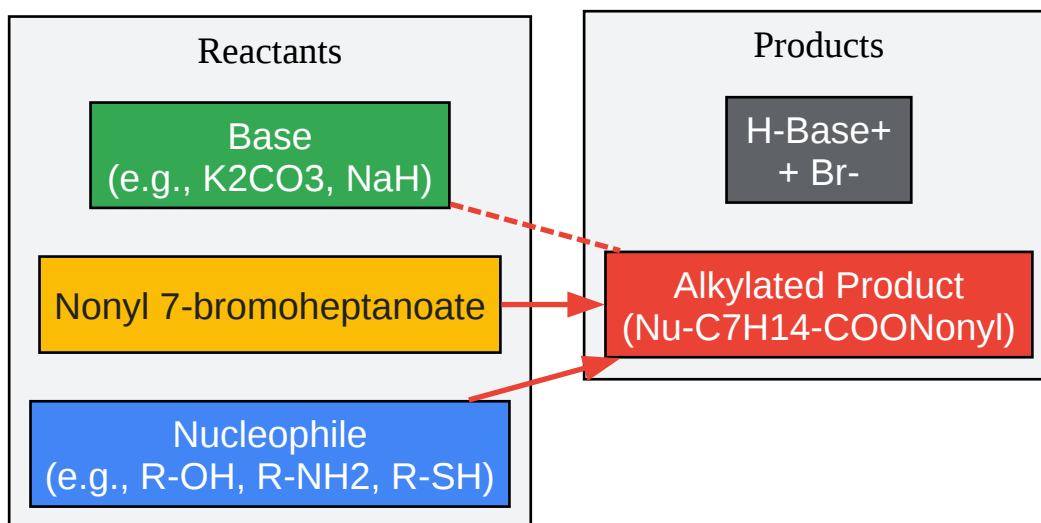 Reactants
Base
(e.g., K2CO3, NaH)
Nonyl 7-bromoheptanoate
Nucleophile
(e.g., R-OH, R-NH2, R-SH)
Products
H-Base+
+ Br-
Alkylated Product
(Nu-C7H14-COONonyl)